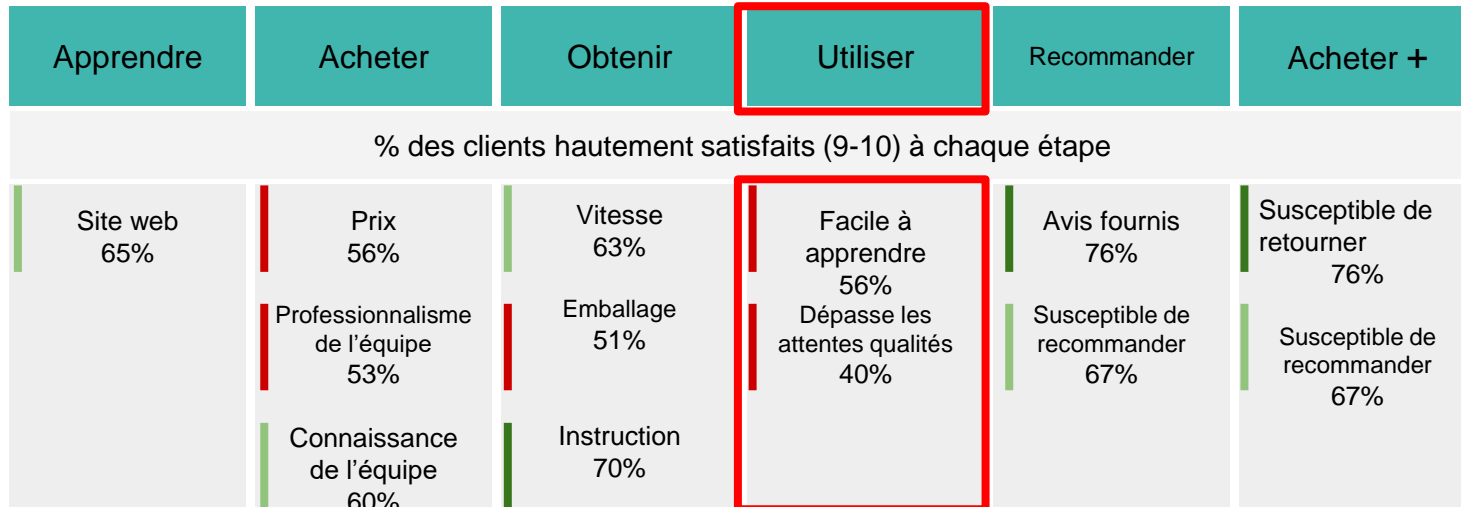 Apprendre
Acheter
Obtenir
Utiliser
Recommander
Acheter +
% des clients hautement satisfaits (9-10) à chaque étape
Site web
65%
Prix
56%
Professionnalisme
de l’équipe
53%
Connaissance
de l’équipe
60%
Vitesse
63%
Emballage
51%
Instruction
70%
Facile à
apprendre
56%
Dépasse les
attentes qualités
40%
Avis fournis
76%
Susceptible de
recommander
67%
Susceptible de
retourner
76%
Susceptible de
recommander
67%